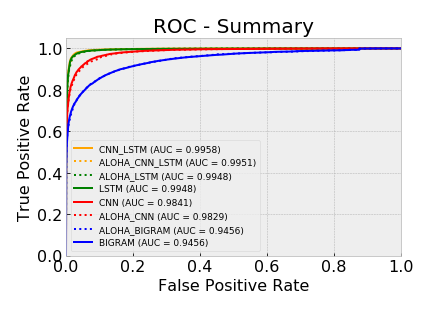 ROC - Summary
True Positive Rate
1.0
0.8
0.6
0.4
0.2
0.0
CNN_LSTM (AUC = 0.9958)
ALOHA_CNN_LSTM (AUC = 0.9951)
ALOHA_LSTM (AUC = 0.9948)
LSTM (AUC = 0.9948)
CNN (AUC = 0.9841)
ALOHA_CNN (AUC = 0.9829)
ALOHA_BIGRAM (AUC = 0.9456)
BIGRAM (AUC = 0.9456)
0.0 0.2 0.4 0.6 0.8 1.0
False Positive Rate